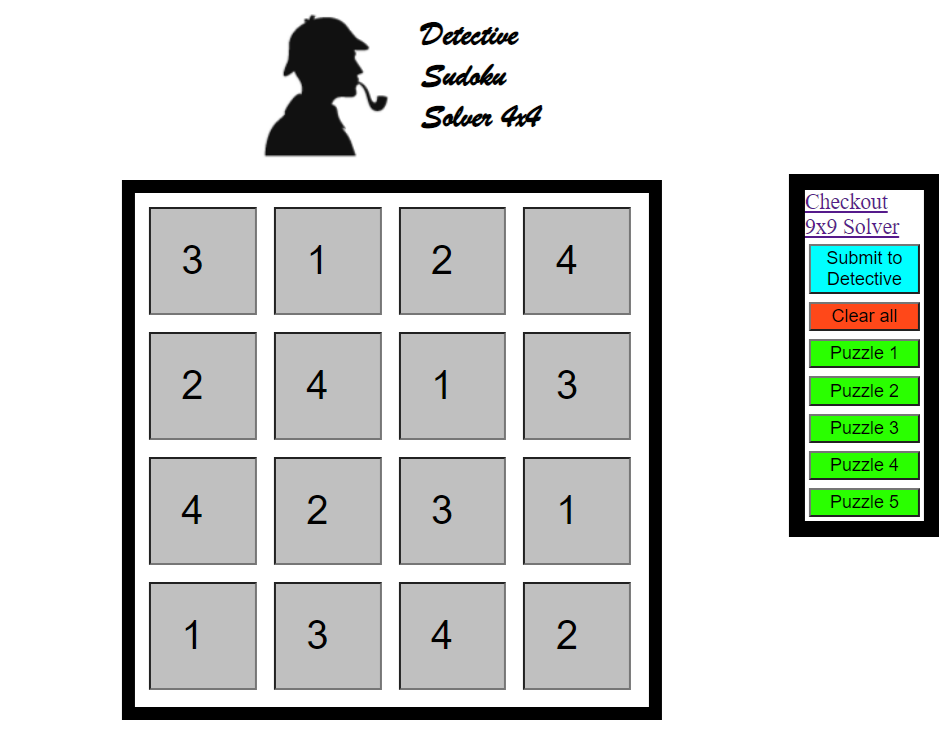 Detective
Sudoku
Solver 4x4
3 1 2 4
2 4 1 3
4 2 3 1
1 3 4 2
Checkout
9x9 Solver
Submit to
Detective
Clear all
Puzzle 1
Puzzle 2
Puzzle 3
Puzzle 4
Puzzle 5